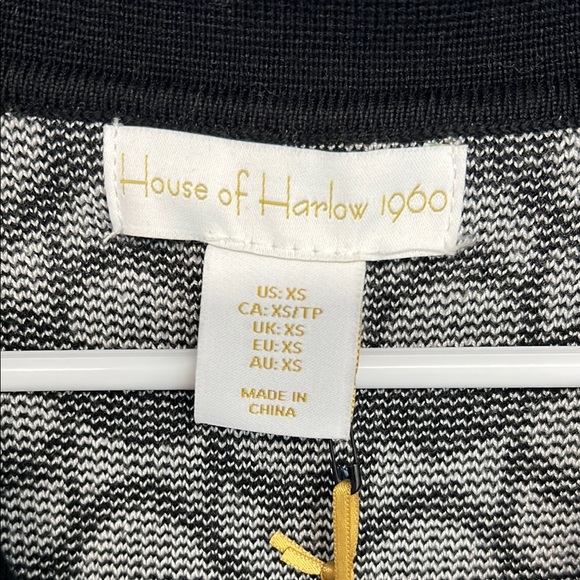 House of Harlow 1960
US: XS
CA: XS/TP
UK: XS
EU: XS
AU: XS
MADE IN
CHINA